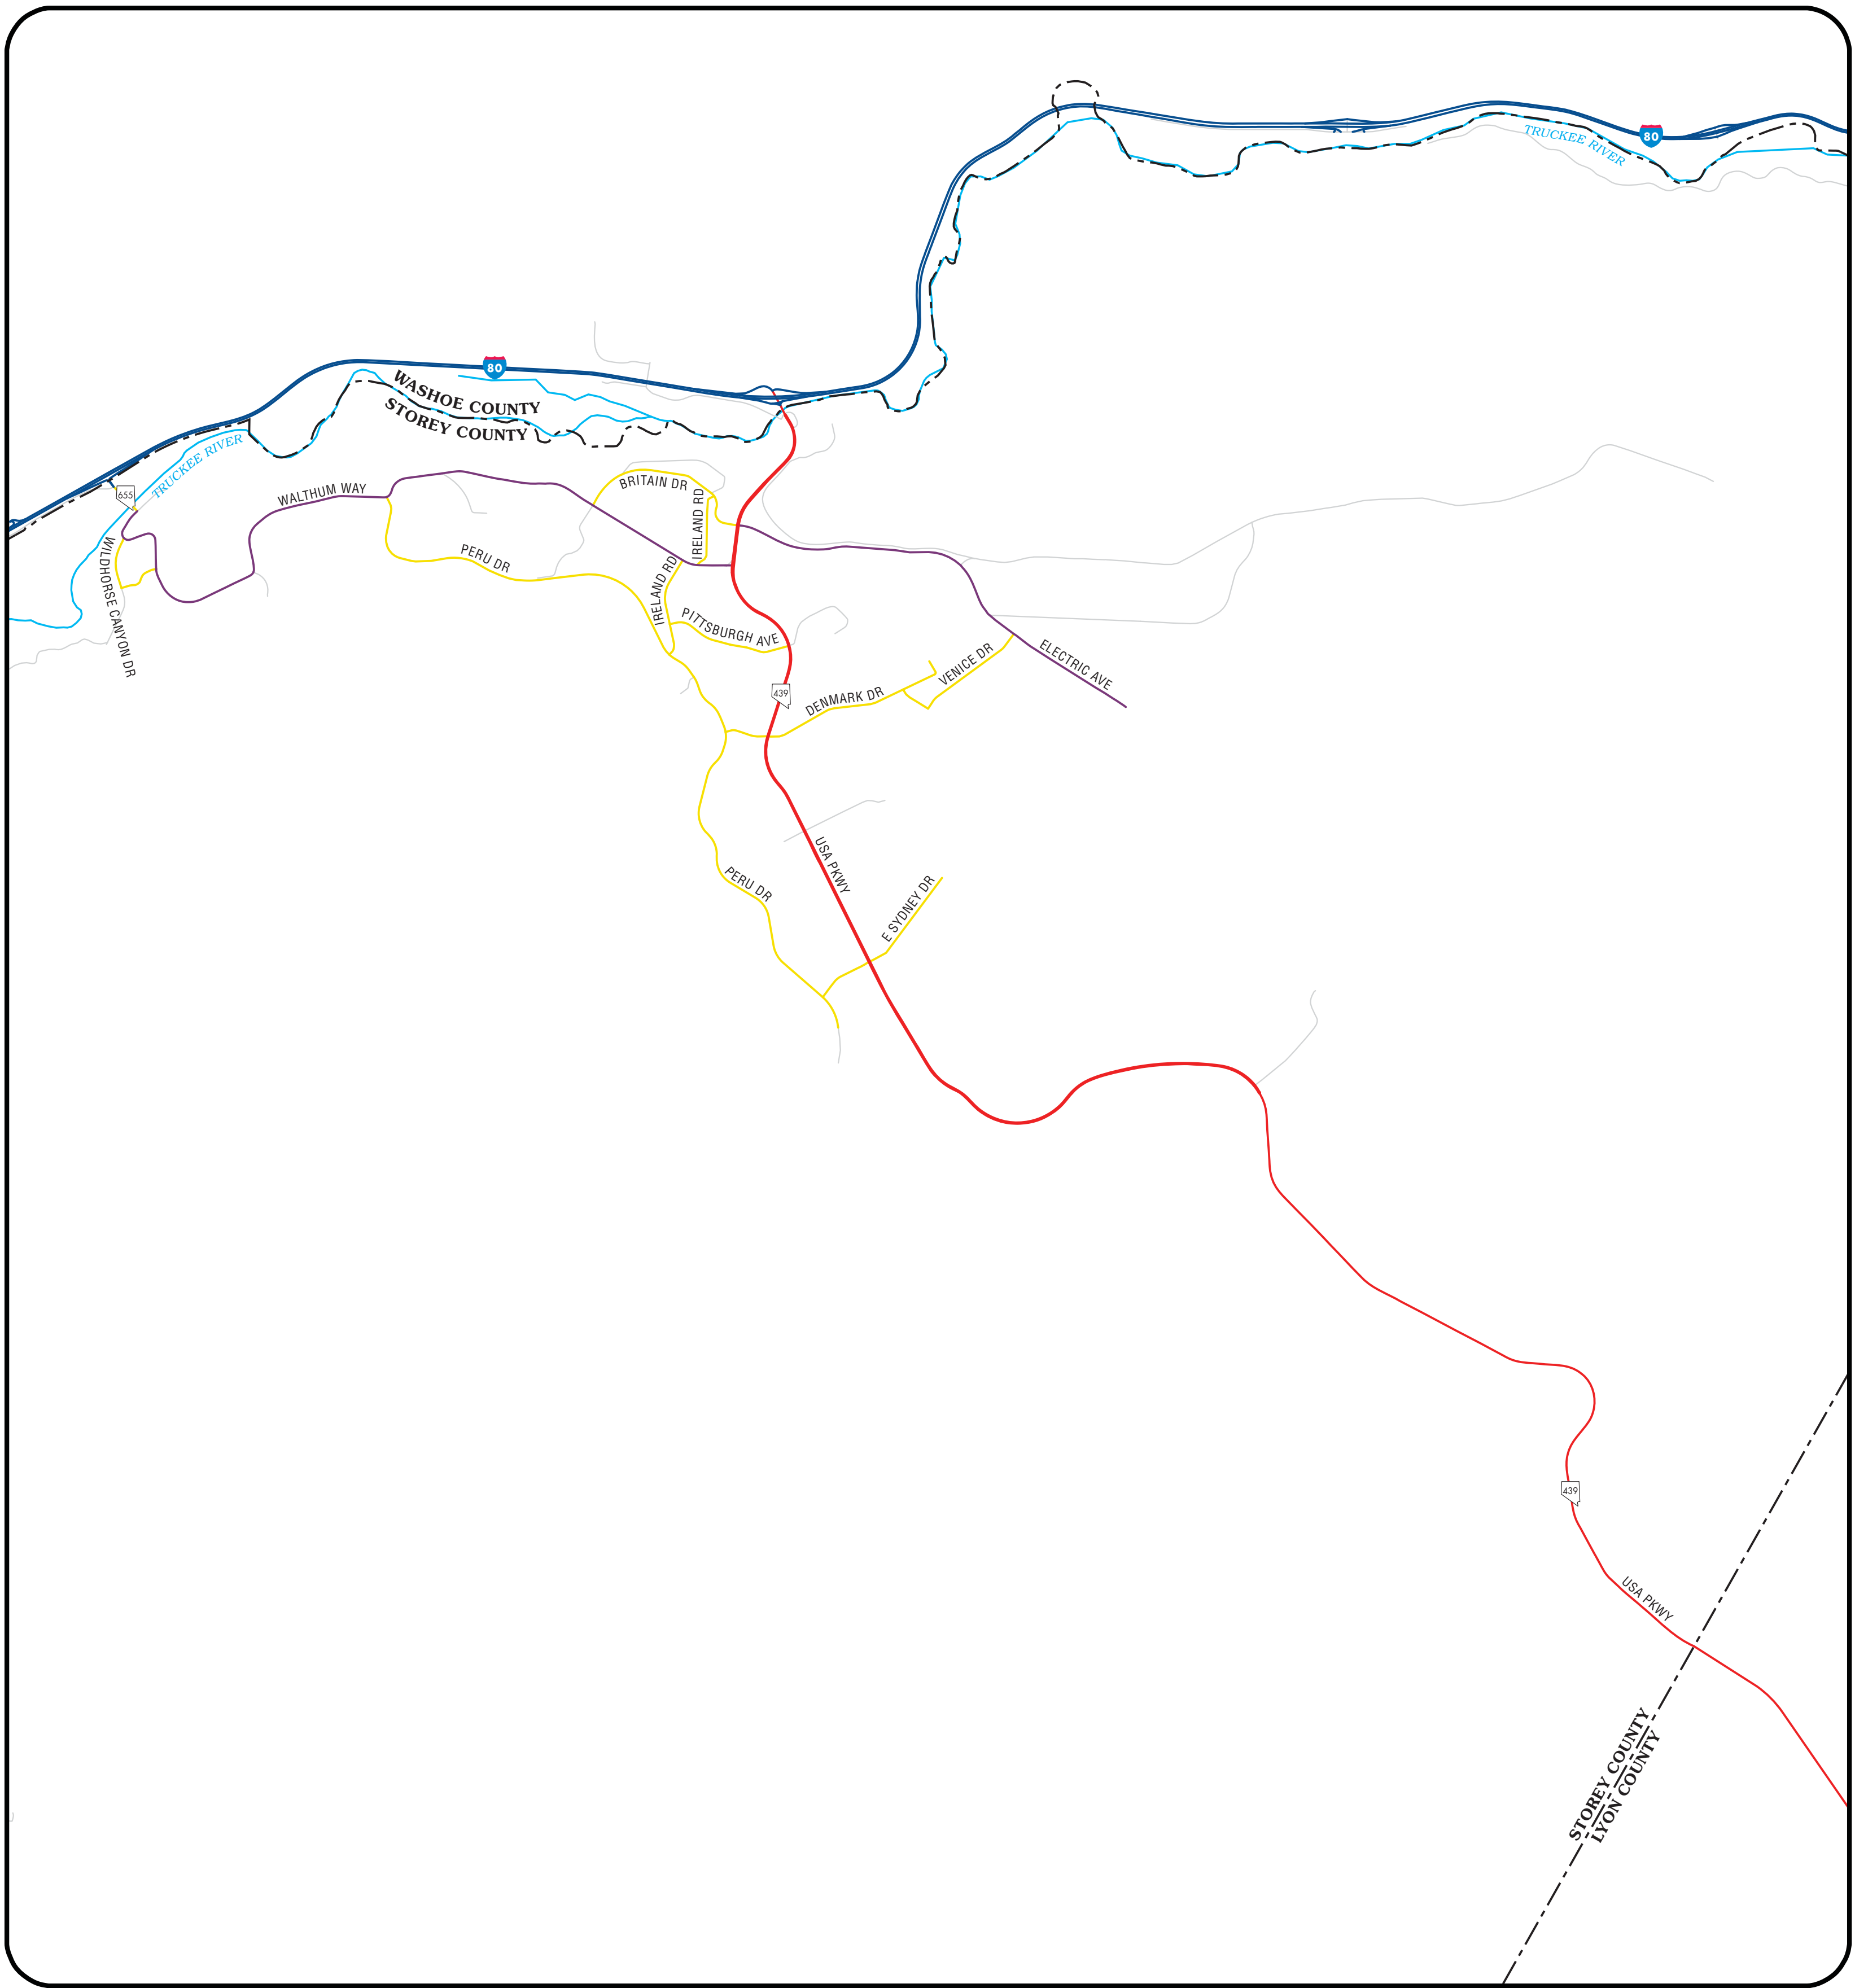 80
TRUCKEE RIVER
80
WASHOE COUNTY
STOREY COUNTY
TRUCKEE RIVER
655
WALTHUM WAY
BRITAIN DR
IRELAND RD
WILDHORSE CANYON DR
PERU DR
IRELAND RD
PITTSBURGH AVE
VENICE DR
ELECTRIC AVE
439
DENMARK DR
USA PKWY
PERU DR
E SYDNEY DR
439
USA PKWY
STOREY COUNTY
LYON COUNTY